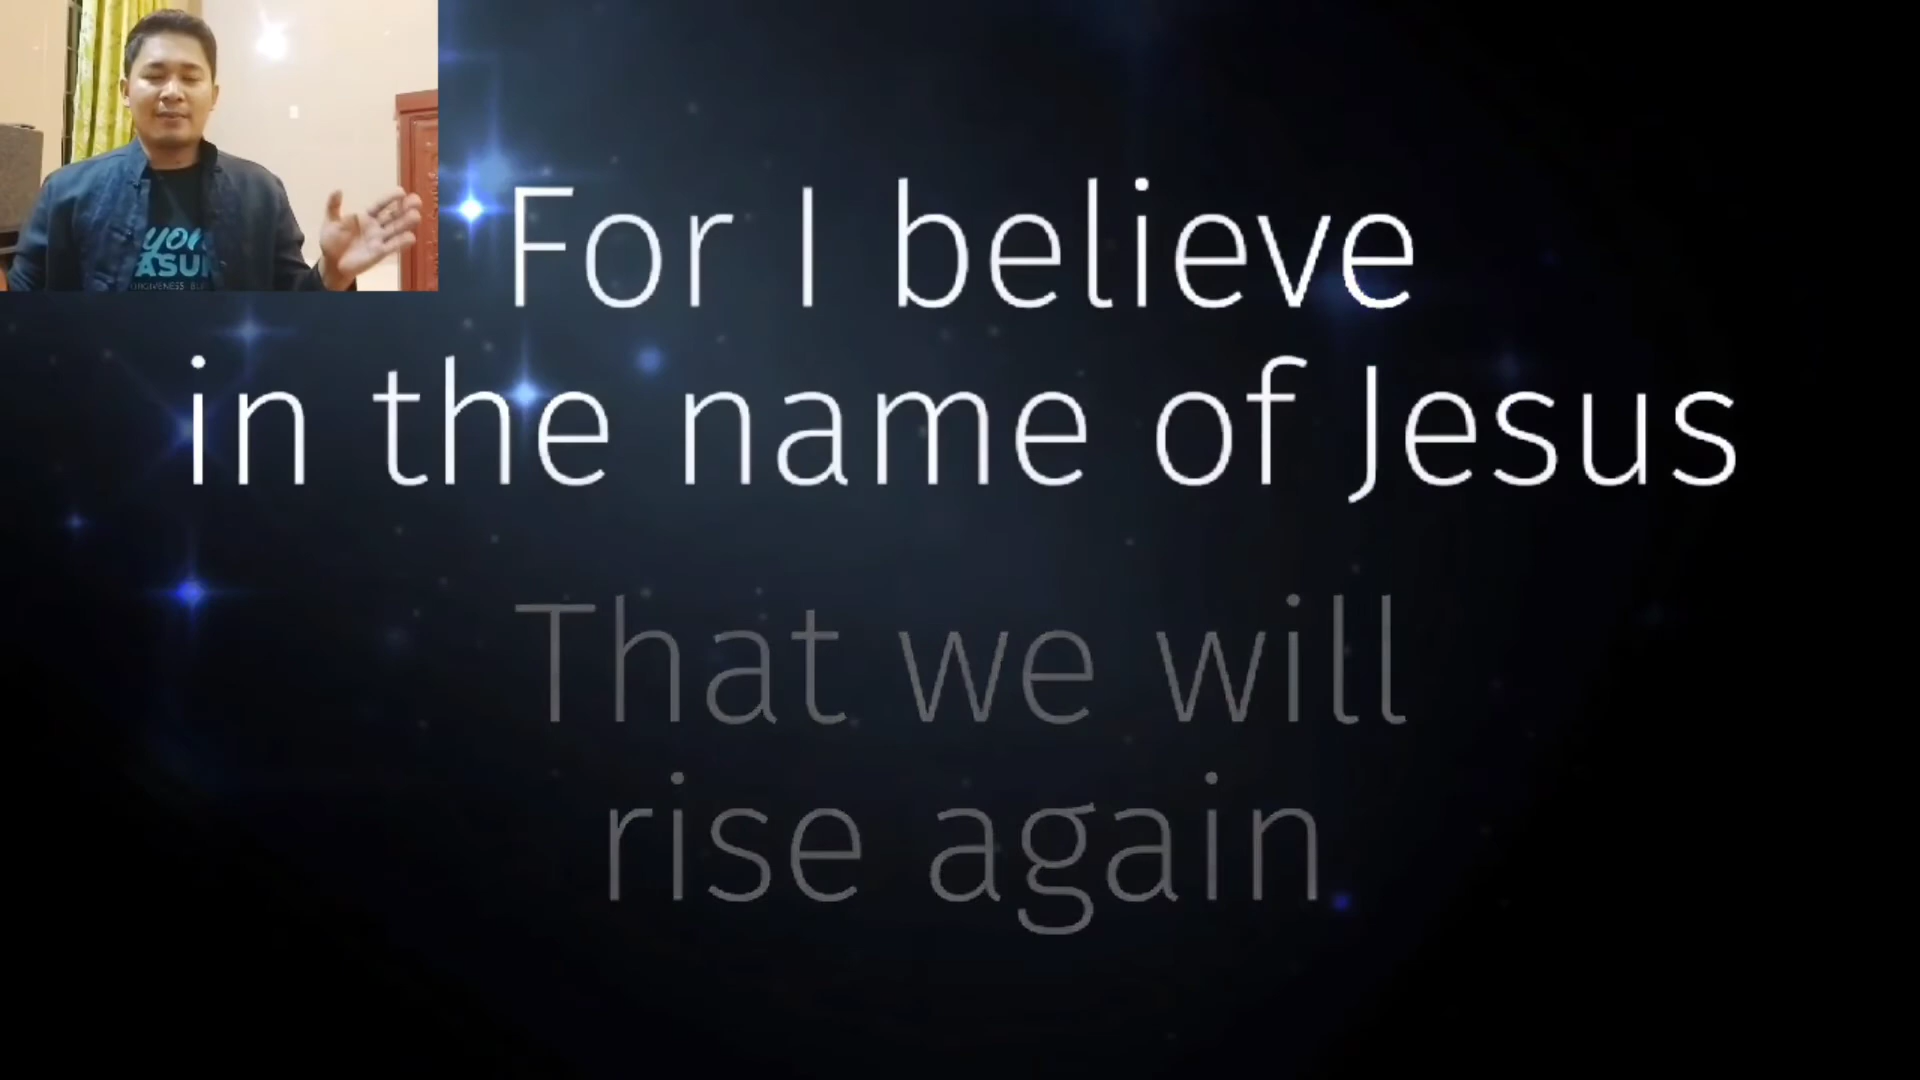 For I believe
in the name of Jesus
That we will
rise again